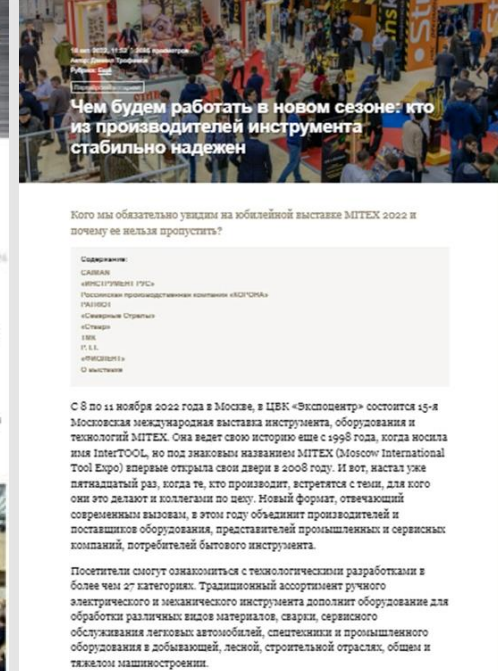 Чем будем работать в новом сезоне: кто
из производителей инструмента
стабильно надежен
Кого мы обязательно увидим на юбилейной выставке MITEX 2022 и
почему ее нельзя пропустить?
Содержание:
CAIMAN
«ИНСТРУМЕНТ РУС»
Российская производственная компания «КОРОНА»
PATRIOT
«Северные Стрелы»
«Ставр»
ТМК
P.I.T.
«ФИОЛЕНТ»
О выставке
С 8 по 11 ноября 2022 года в Москве, в ЦВК «Экспоцентр» состоится 15-я
Московская международная выставка инструмента, оборудования и
технологий MITEX. Она ведет свою историю еще с 1998 года, когда носила
имя InterTOOL, но под знаковым названием MITEX (Moscow International
Tool Expo) впервые открыла свои двери в 2008 году. И вот, настал уже
пятнадцатый раз, когда те, кто производит, встретятся с теми, для кого
они это делают и коллегами по цеху. Новый формат, отвечающий
современным вызовам, в этом году объединит производителей и
поставщиков оборудования, представителей промышленных и сервисных
компаний, потребителей бытового инструмента.
Посетители смогут ознакомиться с технологическими разработками в
более чем 27 категориях. Традиционный ассортимент ручного
электрического и механического инструмента дополнит оборудование для
обработки различных видов материалов, сварки, сервисного
обслуживания легковых автомобилей, спецтехники и промышленного
оборудования в добывающей, лесной, строительной отраслях, общем и
тяжелом машиностроении.